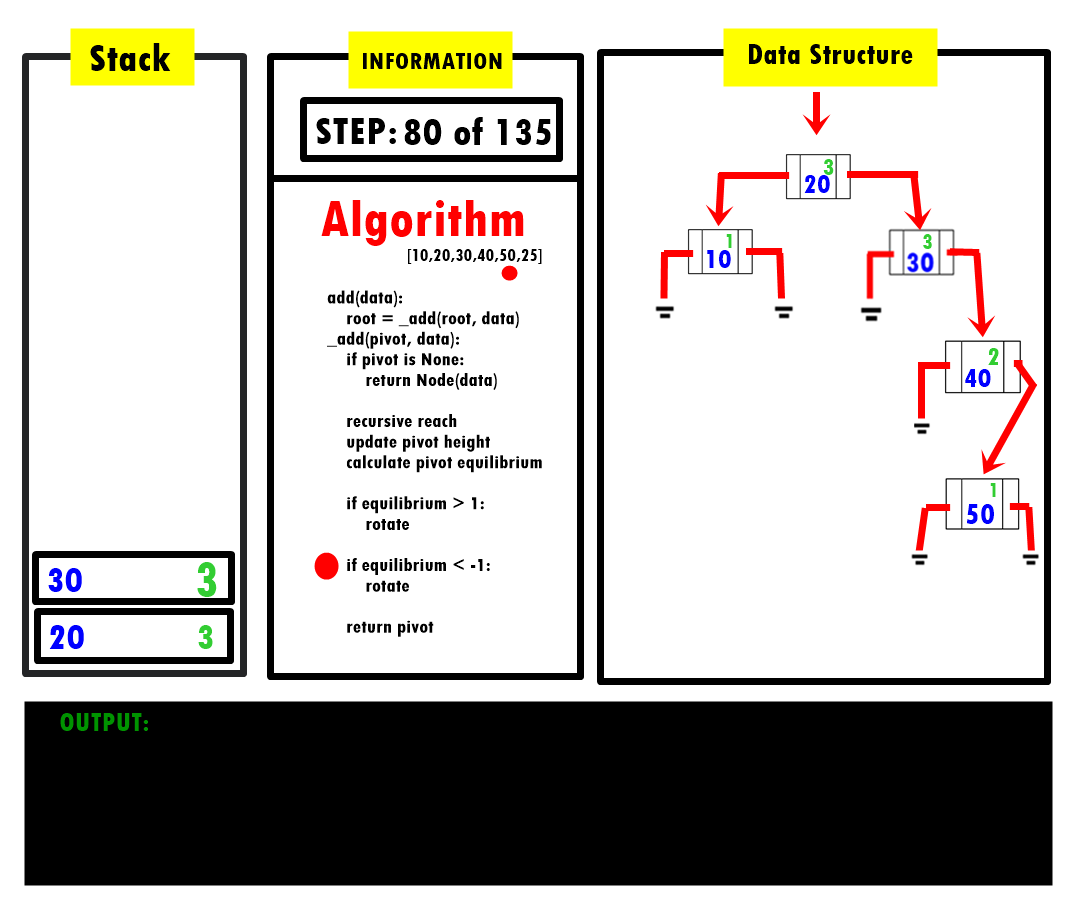 Stack
30 3
20 3
INFORMATION
STEP: 80 of 135
Algorithm
[10,20,30,40,50,25]
add(data):
root = _add(root, data)
_add(pivot, data):
if pivot is None:
return Node(data)
recursive reach
update pivot height
calculate pivot equilibrium
if equilibrium > 1:
rotate
if equilibrium < -1:
rotate
return pivot
Data Structure
3
20
1
10
3
30
2
40
1
50
OUTPUT: